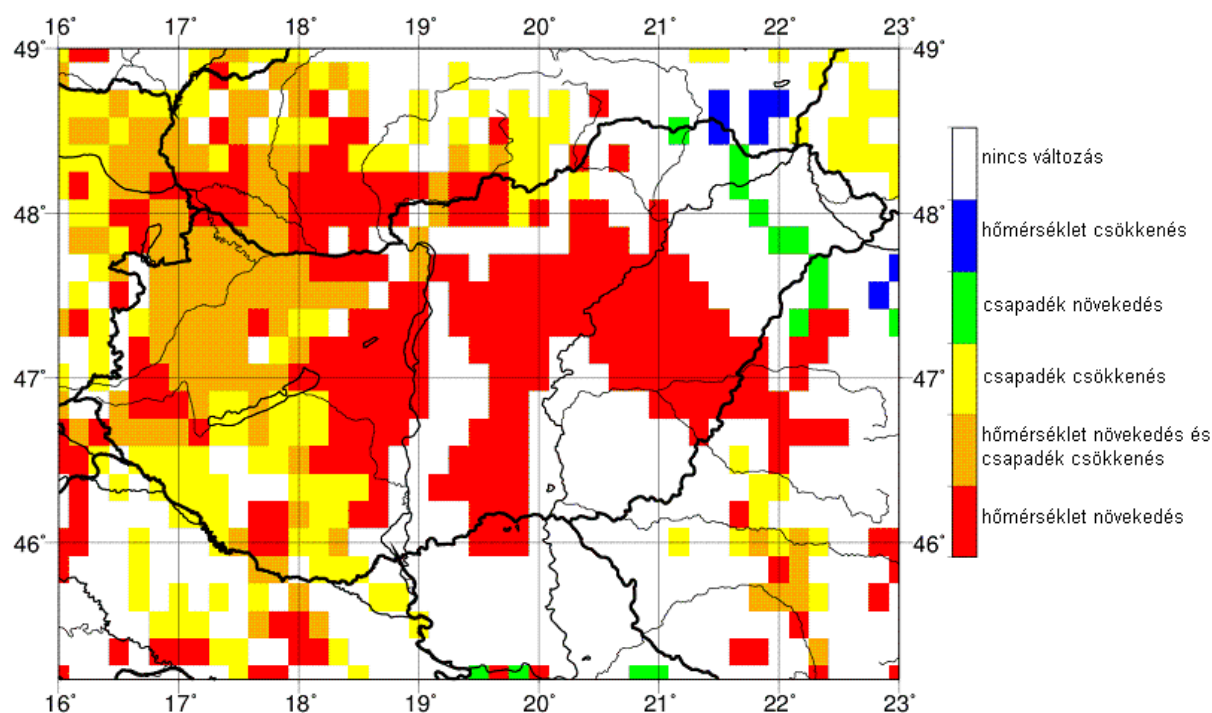 16˚ 17˚ 18˚ 19˚ 20˚ 21˚ 22˚ 23˚
49˚ 49˚
48˚ 48˚
47˚ 47˚
46˚ 46˚
16˚ 17˚ 18˚ 19˚ 20˚ 21˚ 22˚ 23˚
nincs változás
hőmérséklet csökkenés
csapadék növekedés
csapadék csökkenés
hőmérséklet növekedés és
csapadék csökkenés
hőmérséklet növekedés